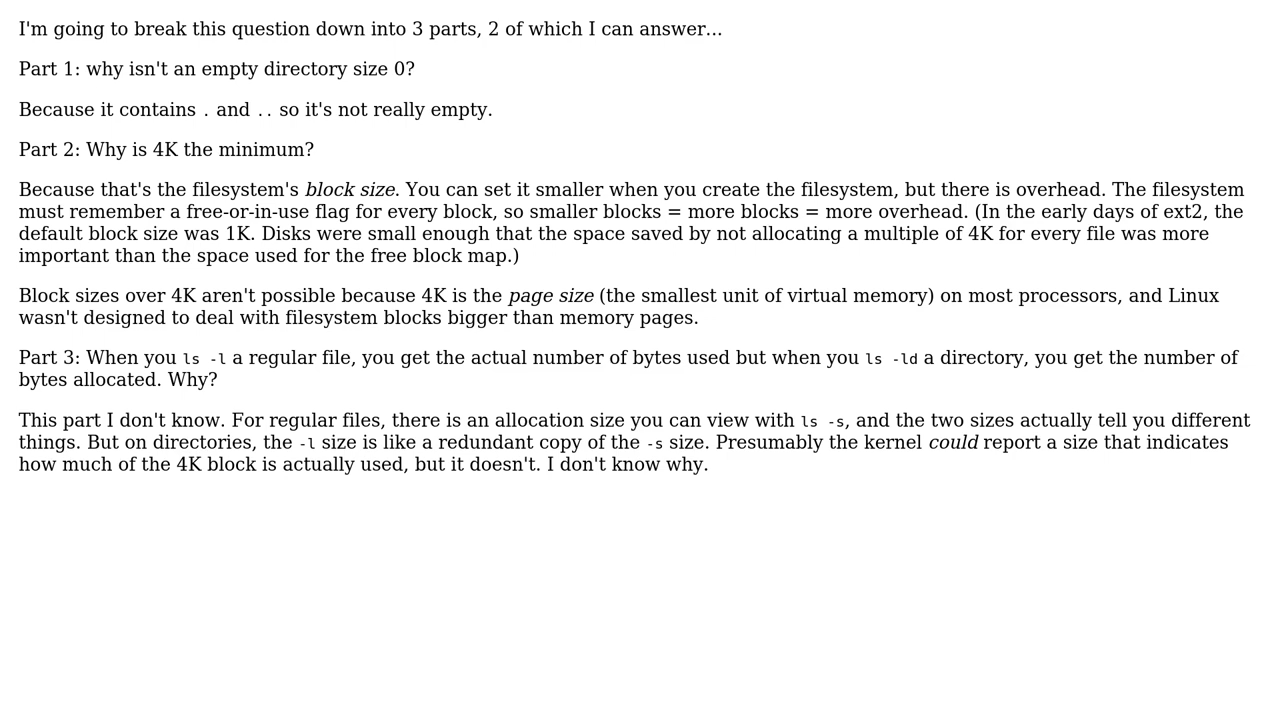 I'm going to break this question down into 3 parts, 2 of which I can answer...
Part 1: why isn't an empty directory size 0?
Because it contains . and .. so it's not really empty.
Part 2: Why is 4K the minimum?
Because that's the filesystem's block size. You can set it smaller when you create the filesystem, but there is overhead. The filesystem
must remember a free-or-in-use flag for every block, so smaller blocks = more blocks = more overhead. (In the early days of ext2, the
default block size was 1K. Disks were small enough that the space saved by not allocating a multiple of 4K for every file was more
important than the space used for the free block map.)
Block sizes over 4K aren't possible because 4K is the page size (the smallest unit of virtual memory) on most processors, and Linux
wasn't designed to deal with filesystem blocks bigger than memory pages.
Part 3: When you ls -l a regular file, you get the actual number of bytes used but when you ls -ld a directory, you get the number of
bytes allocated. Why?
This part I don't know. For regular files, there is an allocation size you can view with ls -s, and the two sizes actually tell you different
things. But on directories, the -l size is like a redundant copy of the -s size. Presumably the kernel could report a size that indicates
how much of the 4K block is actually used, but it doesn't. I don't know why.